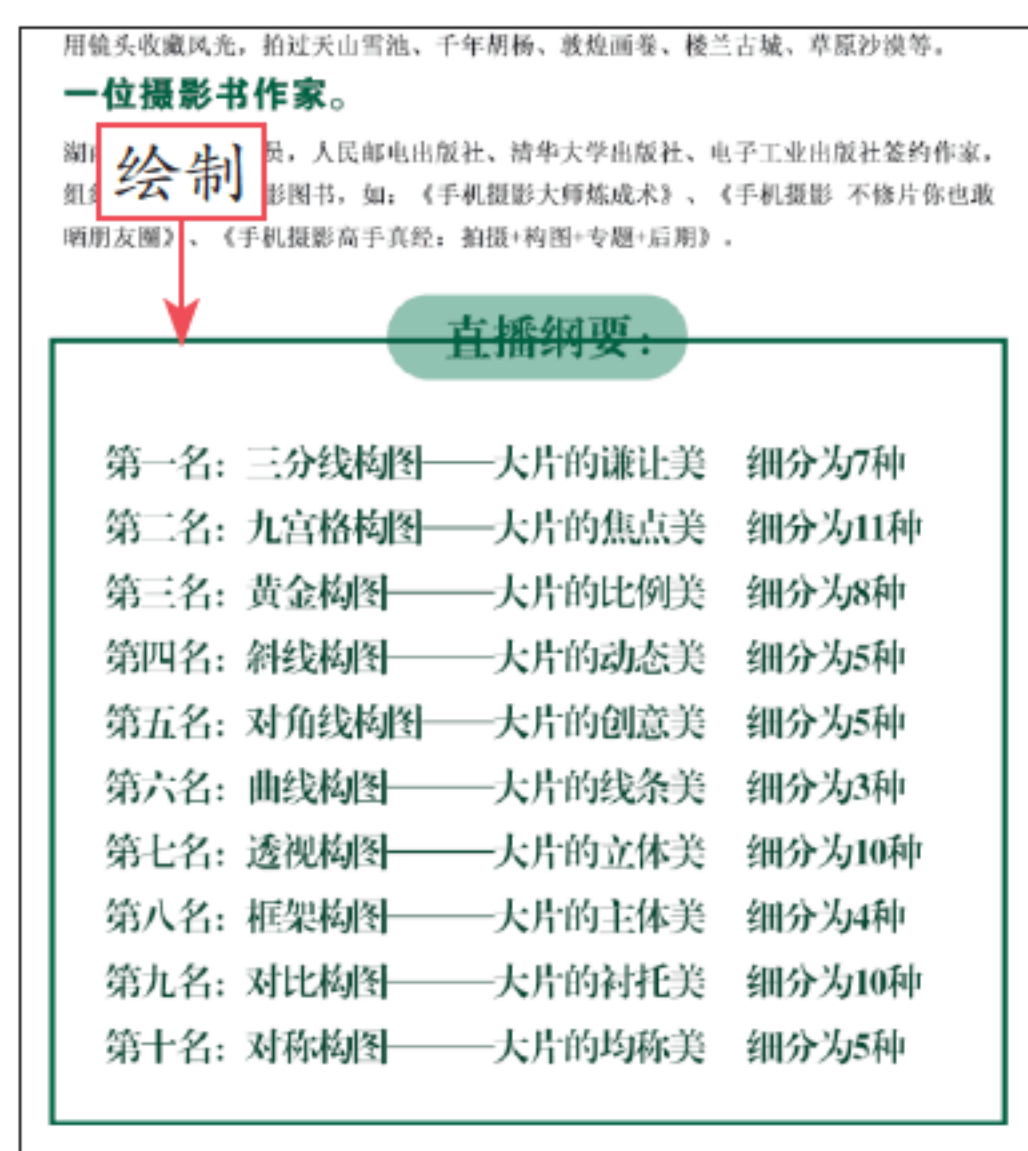 用镜头收藏风光，拍过天山雪池、千年胡杨、敦煌画卷、楼兰古城、草原沙漠等。
一位摄影书作家。
湖 员，人民邮电出版社、清华大学出版社、电子工业出版社签约作家，
绘制
组 影图书，如：《手机摄影大师炼成术》、《手机摄影 不修片你也敢
晒朋友圈》、《手机摄影高手真经：拍摄+构图+专题+后期》。
直播纲要：
第一名：三分线构图——大片的谦让美 细分为7种
第二名：九宫格构图——大片的焦点美 细分为11种
第三名：黄金构图———大片的比例美 细分为8种
第四名：斜线构图———大片的动态美 细分为5种
第五名：对角线构图——大片的创意美 细分为5种
第六名：曲线构图———大片的线条美 细分为3种
第七名：透视构图———大片的立体美 细分为10种
第八名：框架构图———大片的主体美 细分为4种
第九名：对比构图———大片的衬托美 细分为10种
第十名：对称构图———大片的均称美 细分为5种